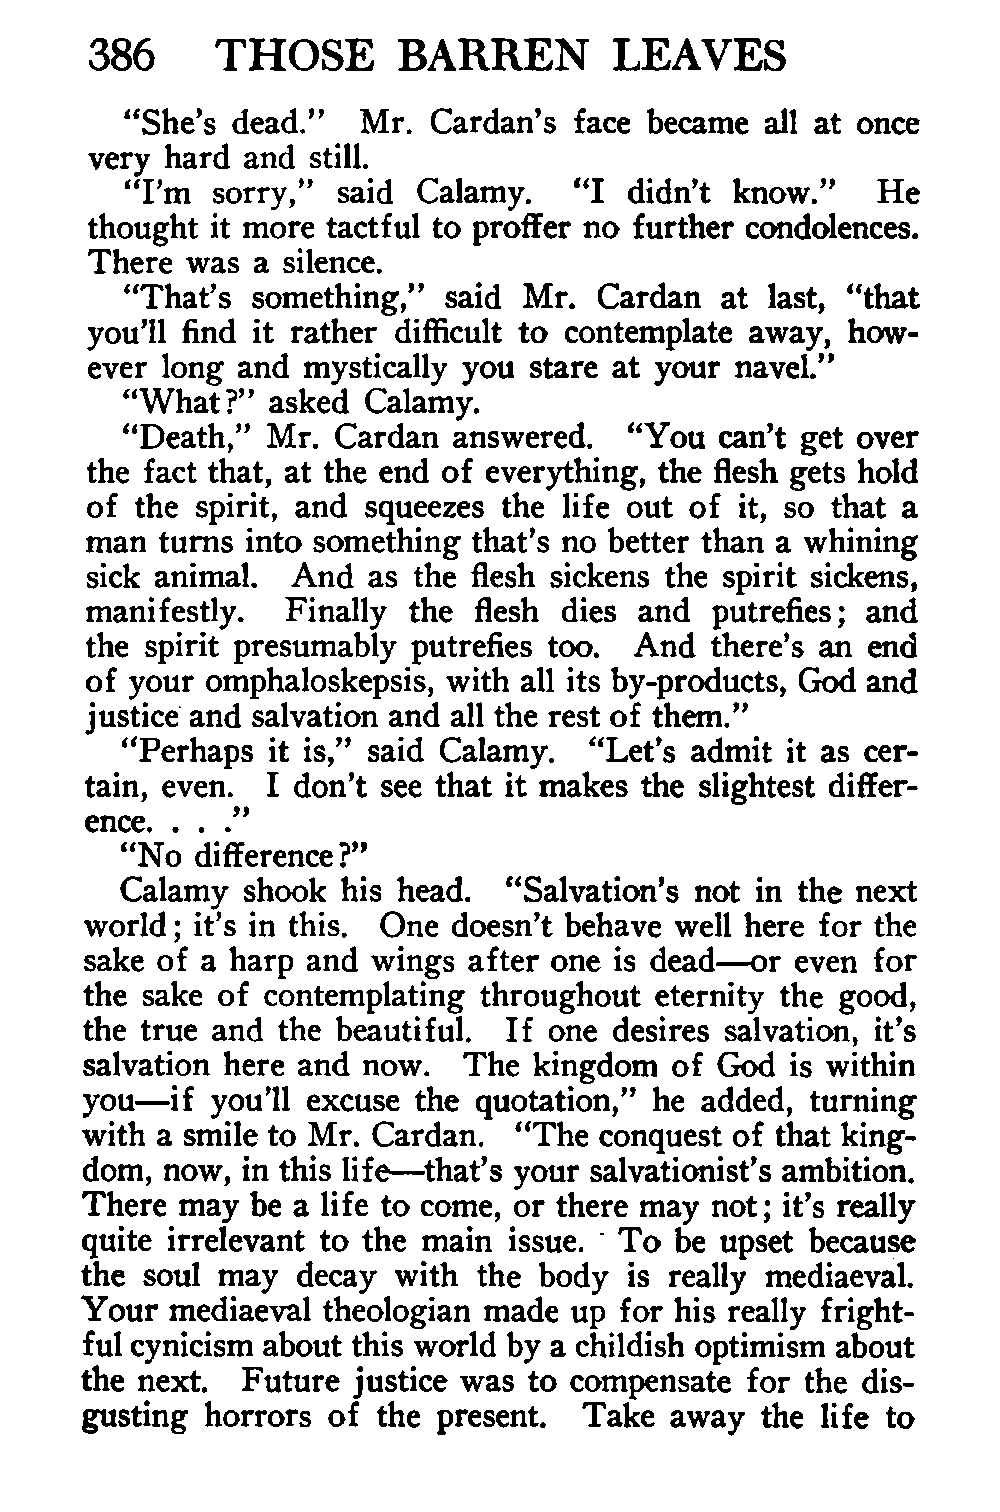 386 THOSE BARREN LEAVES
"She's dead." Mr. Cardan's face became all at once
very hard and still.
"I'm sorry," said Calamy. "I didn't know." He
thought it more tactful to proffer no further condolences.
There was a silence.
"That's something," said Mr. Cardan at last, "that
you'll find it rather difficult to contemplate away, how-
ever long and mystically you stare at your navel."
"What?" asked Calamy.
"Death," Mr. Cardan answered. "You can't get over
the fact that, at the end of everything, the flesh gets hold
of the spirit, and squeezes the life out of it, so that a
man turns into something that's no better than a whining
sick animal. And as the flesh sickens the spirit sickens,
manifestly. Finally the flesh dies and putrefies; and
the spirit presumably putrefies too. And there's an end
of your omphaloskepsis, with all its by-products, God and
justice and salvation and all the rest of them."
"Perhaps it is," said Calamy. "Let's admit it as cer-
tain, even. I don't see that it makes the slightest differ-
ence. . . ."
"No difference?"
Calamy shook his head. "Salvation's not in the next
world; it's in this. One doesn't behave well here for the
sake of a harp and wings after one is dead—or even for
the sake of contemplating throughout eternity the good,
the true and the beautiful. If one desires salvation, it's
salvation here and now. The kingdom of God is within
you—if you'll excuse the quotation," he added, turning
with a smile to Mr. Cardan. "The conquest of that king-
dom, now, in this life—that's your salvationist's ambition.
There may be a life to come, or there may not; it's really
quite irrelevant to the main issue. To be upset because
the soul may decay with the body is really mediaeval.
Your mediaeval theologian made up for his really fright-
ful cynicism about this world by a childish optimism about
the next. Future justice was to compensate for the dis-
gusting horrors of the present. Take away the life to